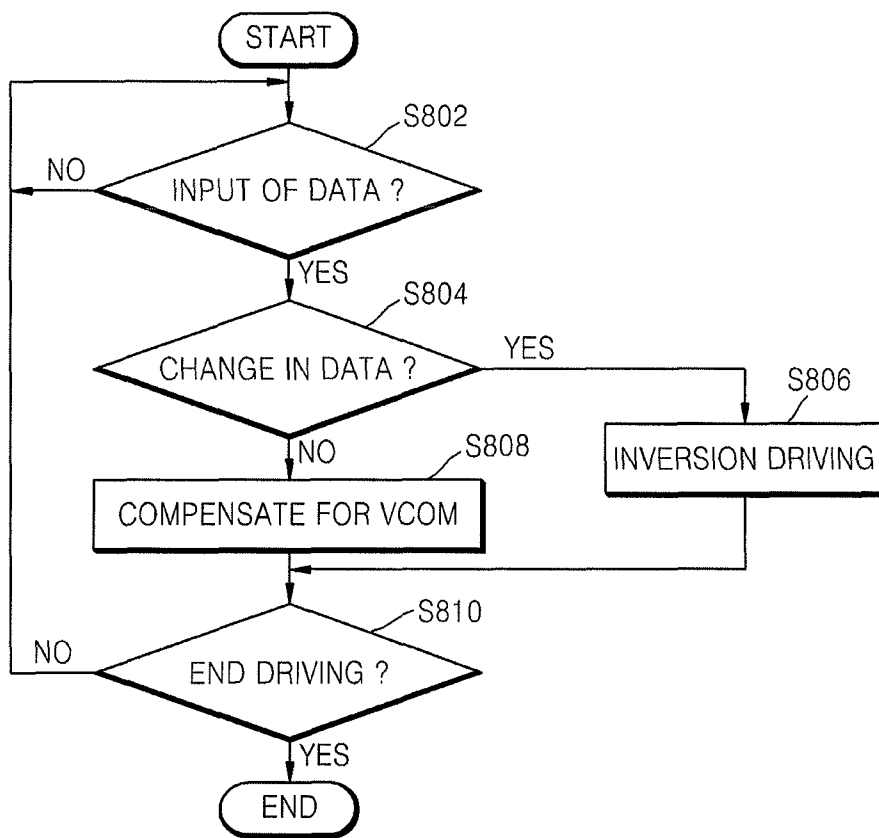 START
S802
NO
INPUT OF DATA ?
YES
S804
CHANGE IN DATA ?
YES
S806
INVERSION DRIVING
NO
S808
COMPENSATE FOR VCOM
S810
NO
END DRIVING ?
YES
END